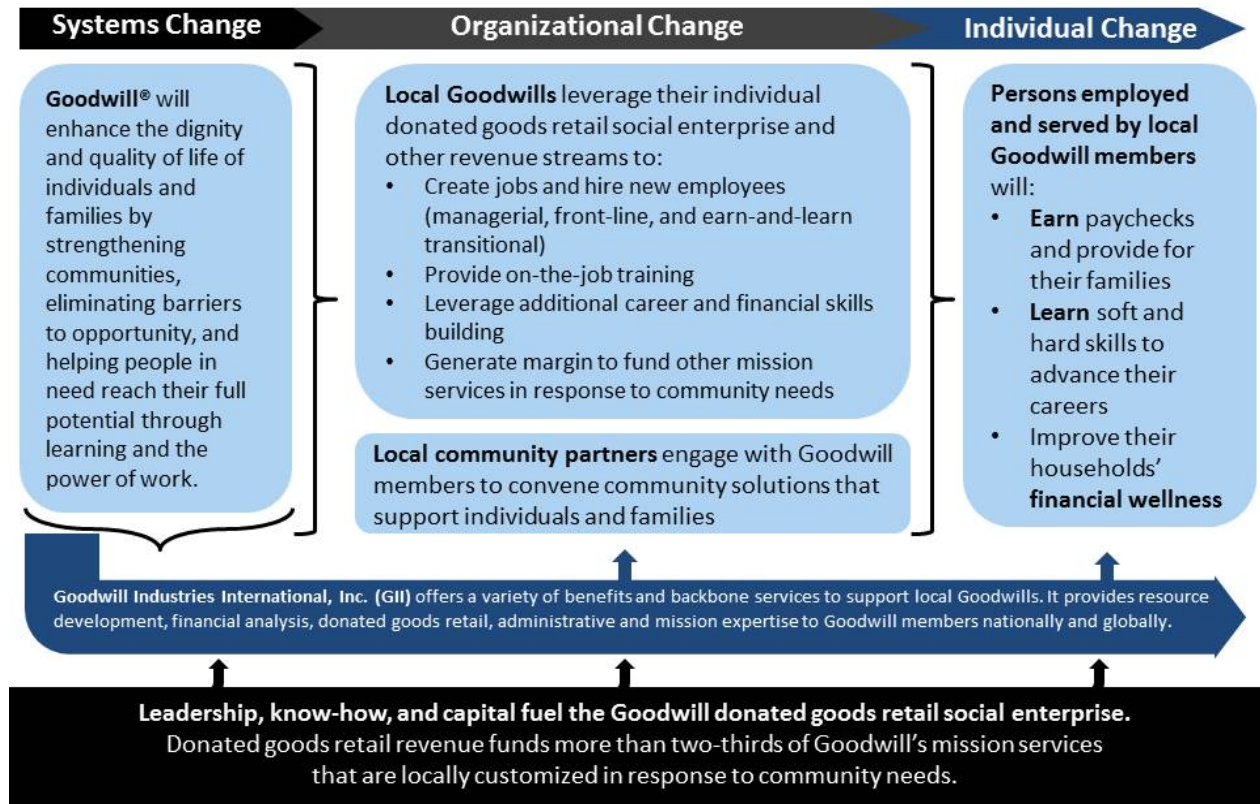 Systems Change
Organizational Change
Individual Change
Goodwill® will
enhance the dignity
and quality of life of
individuals and
families by
strengthening
communities,
eliminating barriers
to opportunity, and
helping people in
need reach their full
potential through
learning and the
power of work.
Local Goodwills leverage their individual
donated goods retail social enterprise and
other revenue streams to:
• Create jobs and hire new employees
(managerial, front-line, and earn-and-learn
transitional)
• Provide on-the-job training
• Leverage additional career and financial skills
building
• Generate margin to fund other mission
services in response to community needs
Local community partners engage with Goodwill
members to convene community solutions that
support individuals and families
Persons employed
and served by local
Goodwill members
will:
• Earn paychecks
and provide for
their families
• Learn soft and
hard skills to
advance their
careers
• Improve their
households’
financial wellness
Goodwill Industries International, Inc. (GII) offers a variety of benefits and backbone services to support local Goodwills. It provides resource
development, financial analysis, donated goods retail, administrative and mission expertise to Goodwill members nationally and globally.
Leadership, know-how, and capital fuel the Goodwill donated goods retail social enterprise.
Donated goods retail revenue funds more than two-thirds of Goodwill’s mission services
that are locally customized in response to community needs.